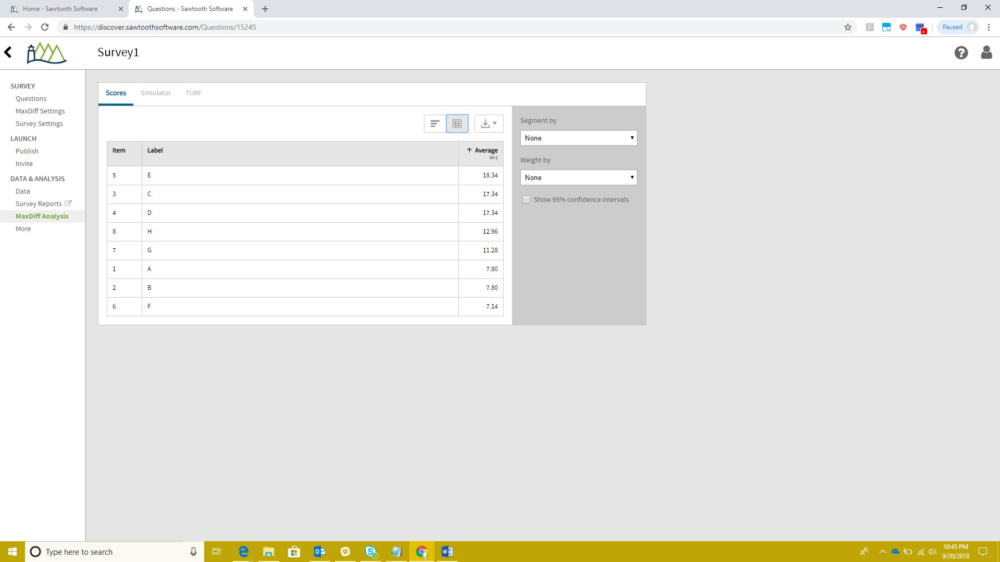 Home - Sawtooth Software
Questions - Sawtooth Software
https://discover.sawtoothsoftware.com/Questions/15245
Paused
Survey1
SURVEY
Questions
MaxDiff Settings
Survey Settings
LAUNCH
Publish
Invite
DATA & ANALYSIS
Data
Survey Reports
MaxDiff Analysis
More
Scores Simulator TURF
Item Label Average
N=1
5 E 18.34
3 C 17.34
4 D 17.34
8 H 12.96
7 G 11.28
1 A 7.80
2 B 7.80
6 F 7.14
Segment by
None
Weight by
None
Show 95% confidence intervals
Type here to search
10:45 PM
9/20/2018